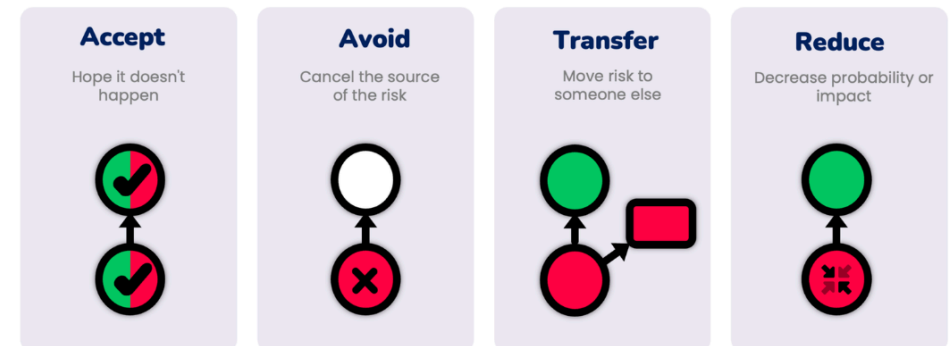 Accept
Hope it doesn't
happen
Avoid
Cancel the source
of the risk
Transfer
Move risk to
someone else
Reduce
Decrease probability or
impact